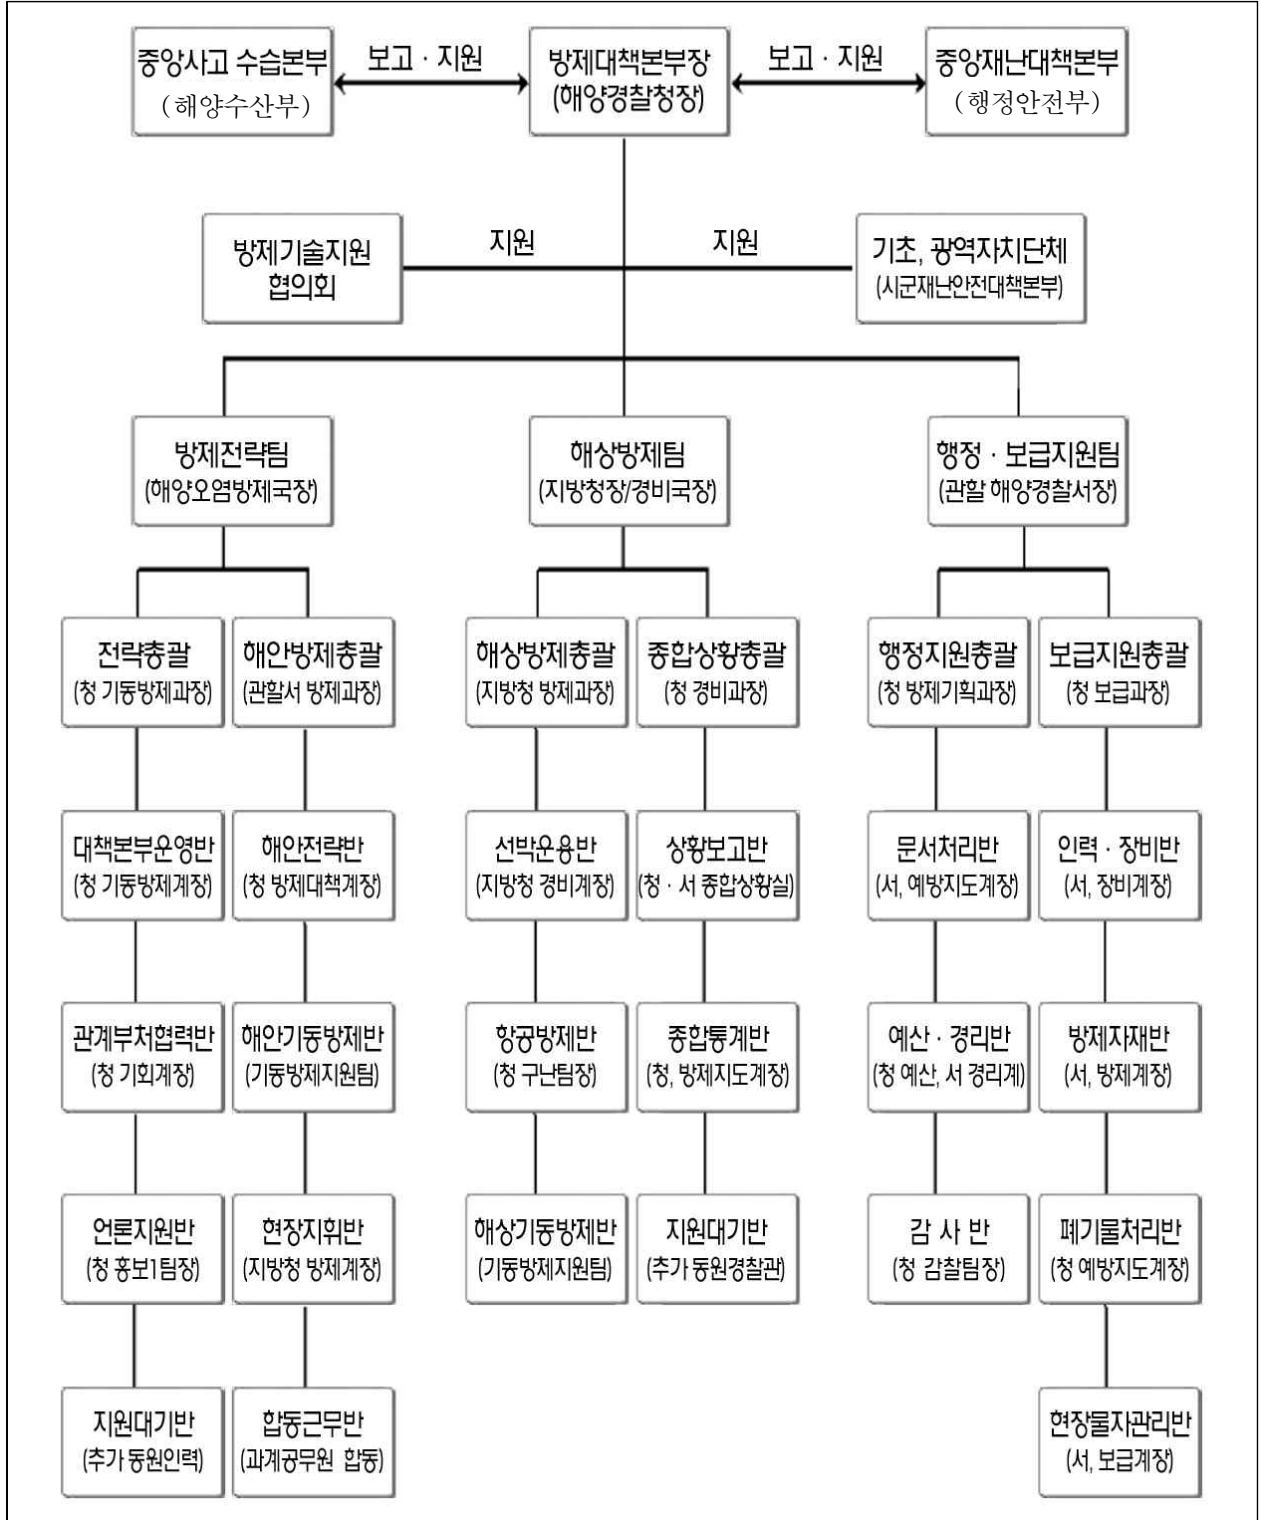 중앙사고 수습본부
(해양수산부)
보고 · 지원
방제대책본부장
(해양경찰청장)
보고 · 지원
중앙재난대책본부
(행정안전부)
방제기술지원
협의회
지원
지원
기초, 광역자치단체
(시군재난안전대책본부)
방제전략팀
(해양오염방제국장)
해상방제팀
(지방청장/경비국장)
행정 · 보급지원팀
(관할 해양경찰서장)
전략총괄
(청 기동방제과장)
해안방제총괄
(관할서 방제과장)
해상방제총괄
(지방청 방제과장)
종합상황총괄
(청 경비과장)
행정지원총괄
(청 방제기획과장)
보급지원총괄
(청 보급과장)
대책본부운영반
(청 기동방제계장)
해안전략반
(청 방제대책계장)
선박운용반
(지방청 경비계장)
상황보고반
(청 · 서 종합상황실)
문서처리반
(서, 예방지도계장)
인력 · 장비반
(서, 장비계장)
관계부처협력반
(청 기회계장)
해안기동방제반
(기동방제지원팀)
항공방제반
(청 구난팀장)
종합통계반
(청, 방제지도계장)
예산 · 경리반
(청 예산, 서 경리계)
방제자재반
(서, 방제계장)
언론지원반
(청 홍보1팀장)
현장지휘반
(지방청 방제계장)
해상기동방제반
(기동방제지원팀)
지원대기반
(추가 동원경찰관)
감 사 반
(청 감찰팀장)
폐기물처리반
(청 예방지도계장)
지원대기반
(추가 동원인력)
합동근무반
(과계공무원 합동)
현장물자관리반
(서, 보급계장)